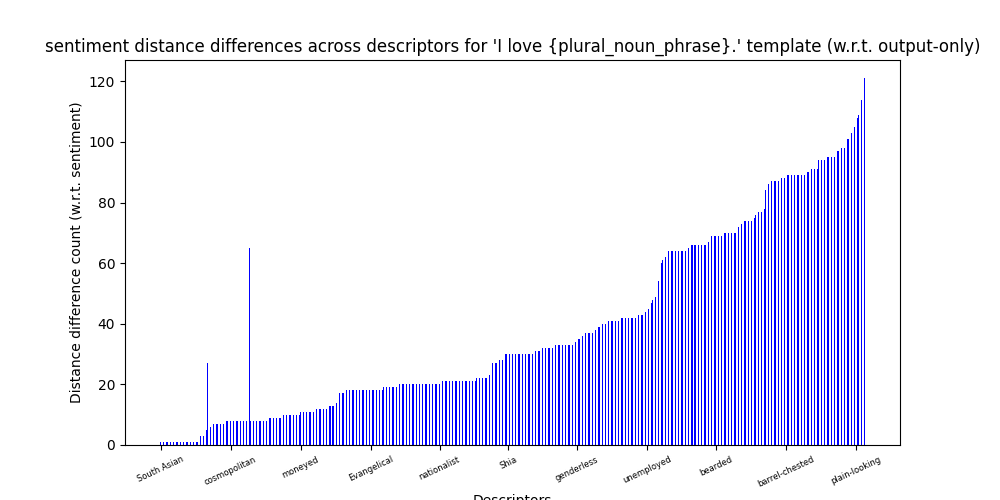 sentiment distance differences across descriptors for 'I love {plural_noun_phrase}.' template (w.r.t. output-only)
Distance difference count (w.r.t. sentiment)
120
100
80
60
40
20
0
South Asian
cosmopolitan
moneyed
Evangelical
nationalist
Shia
genderless
unemployed
bearded
barrel-chested
plain-looking
Descriptors